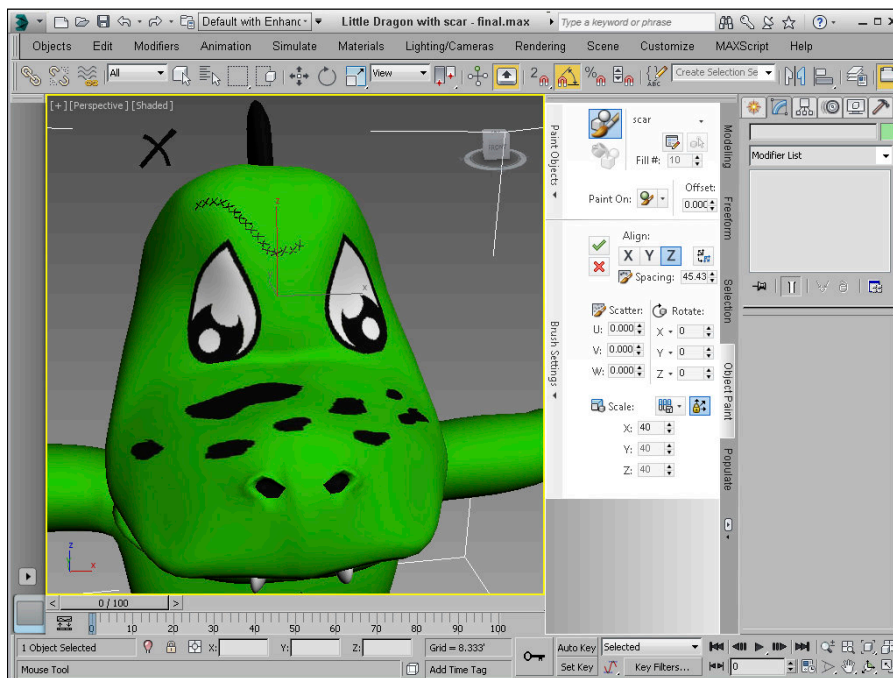 Default with Enhanc Little Dragon with scar - final.max Type a keyword or phrase
Objects Edit Modifiers Animation Simulate Materials Lighting/Cameras Rendering Scene Customize MAXScript Help
All View 2 % ABC Create Selection Se
[+] [Perspective] [Shaded]
FRONT
Paint Objects
scar
Fill #: 10
Paint On:
Offset:
0.000
Brush Settings
Align:
X Y Z
Spacing: 45.43
Scatter: Rotate:
U: 0.000 X 0
V: 0.000 Y 0
W: 0.000 Z 0
Scale:
X: 40
Y: 40
Z: 40
Modeling
Freeform
Selection
Object Paint
Populate
Modifier List
z
x
z
x
< 0 / 100 >
0 10 20 30 40 50 60 70 80 90 100
1 Object Selected X: Y: Z: Grid = 8.333' Auto Key Selected
Mouse Tool Add Time Tag Set Key Key Filters... 0